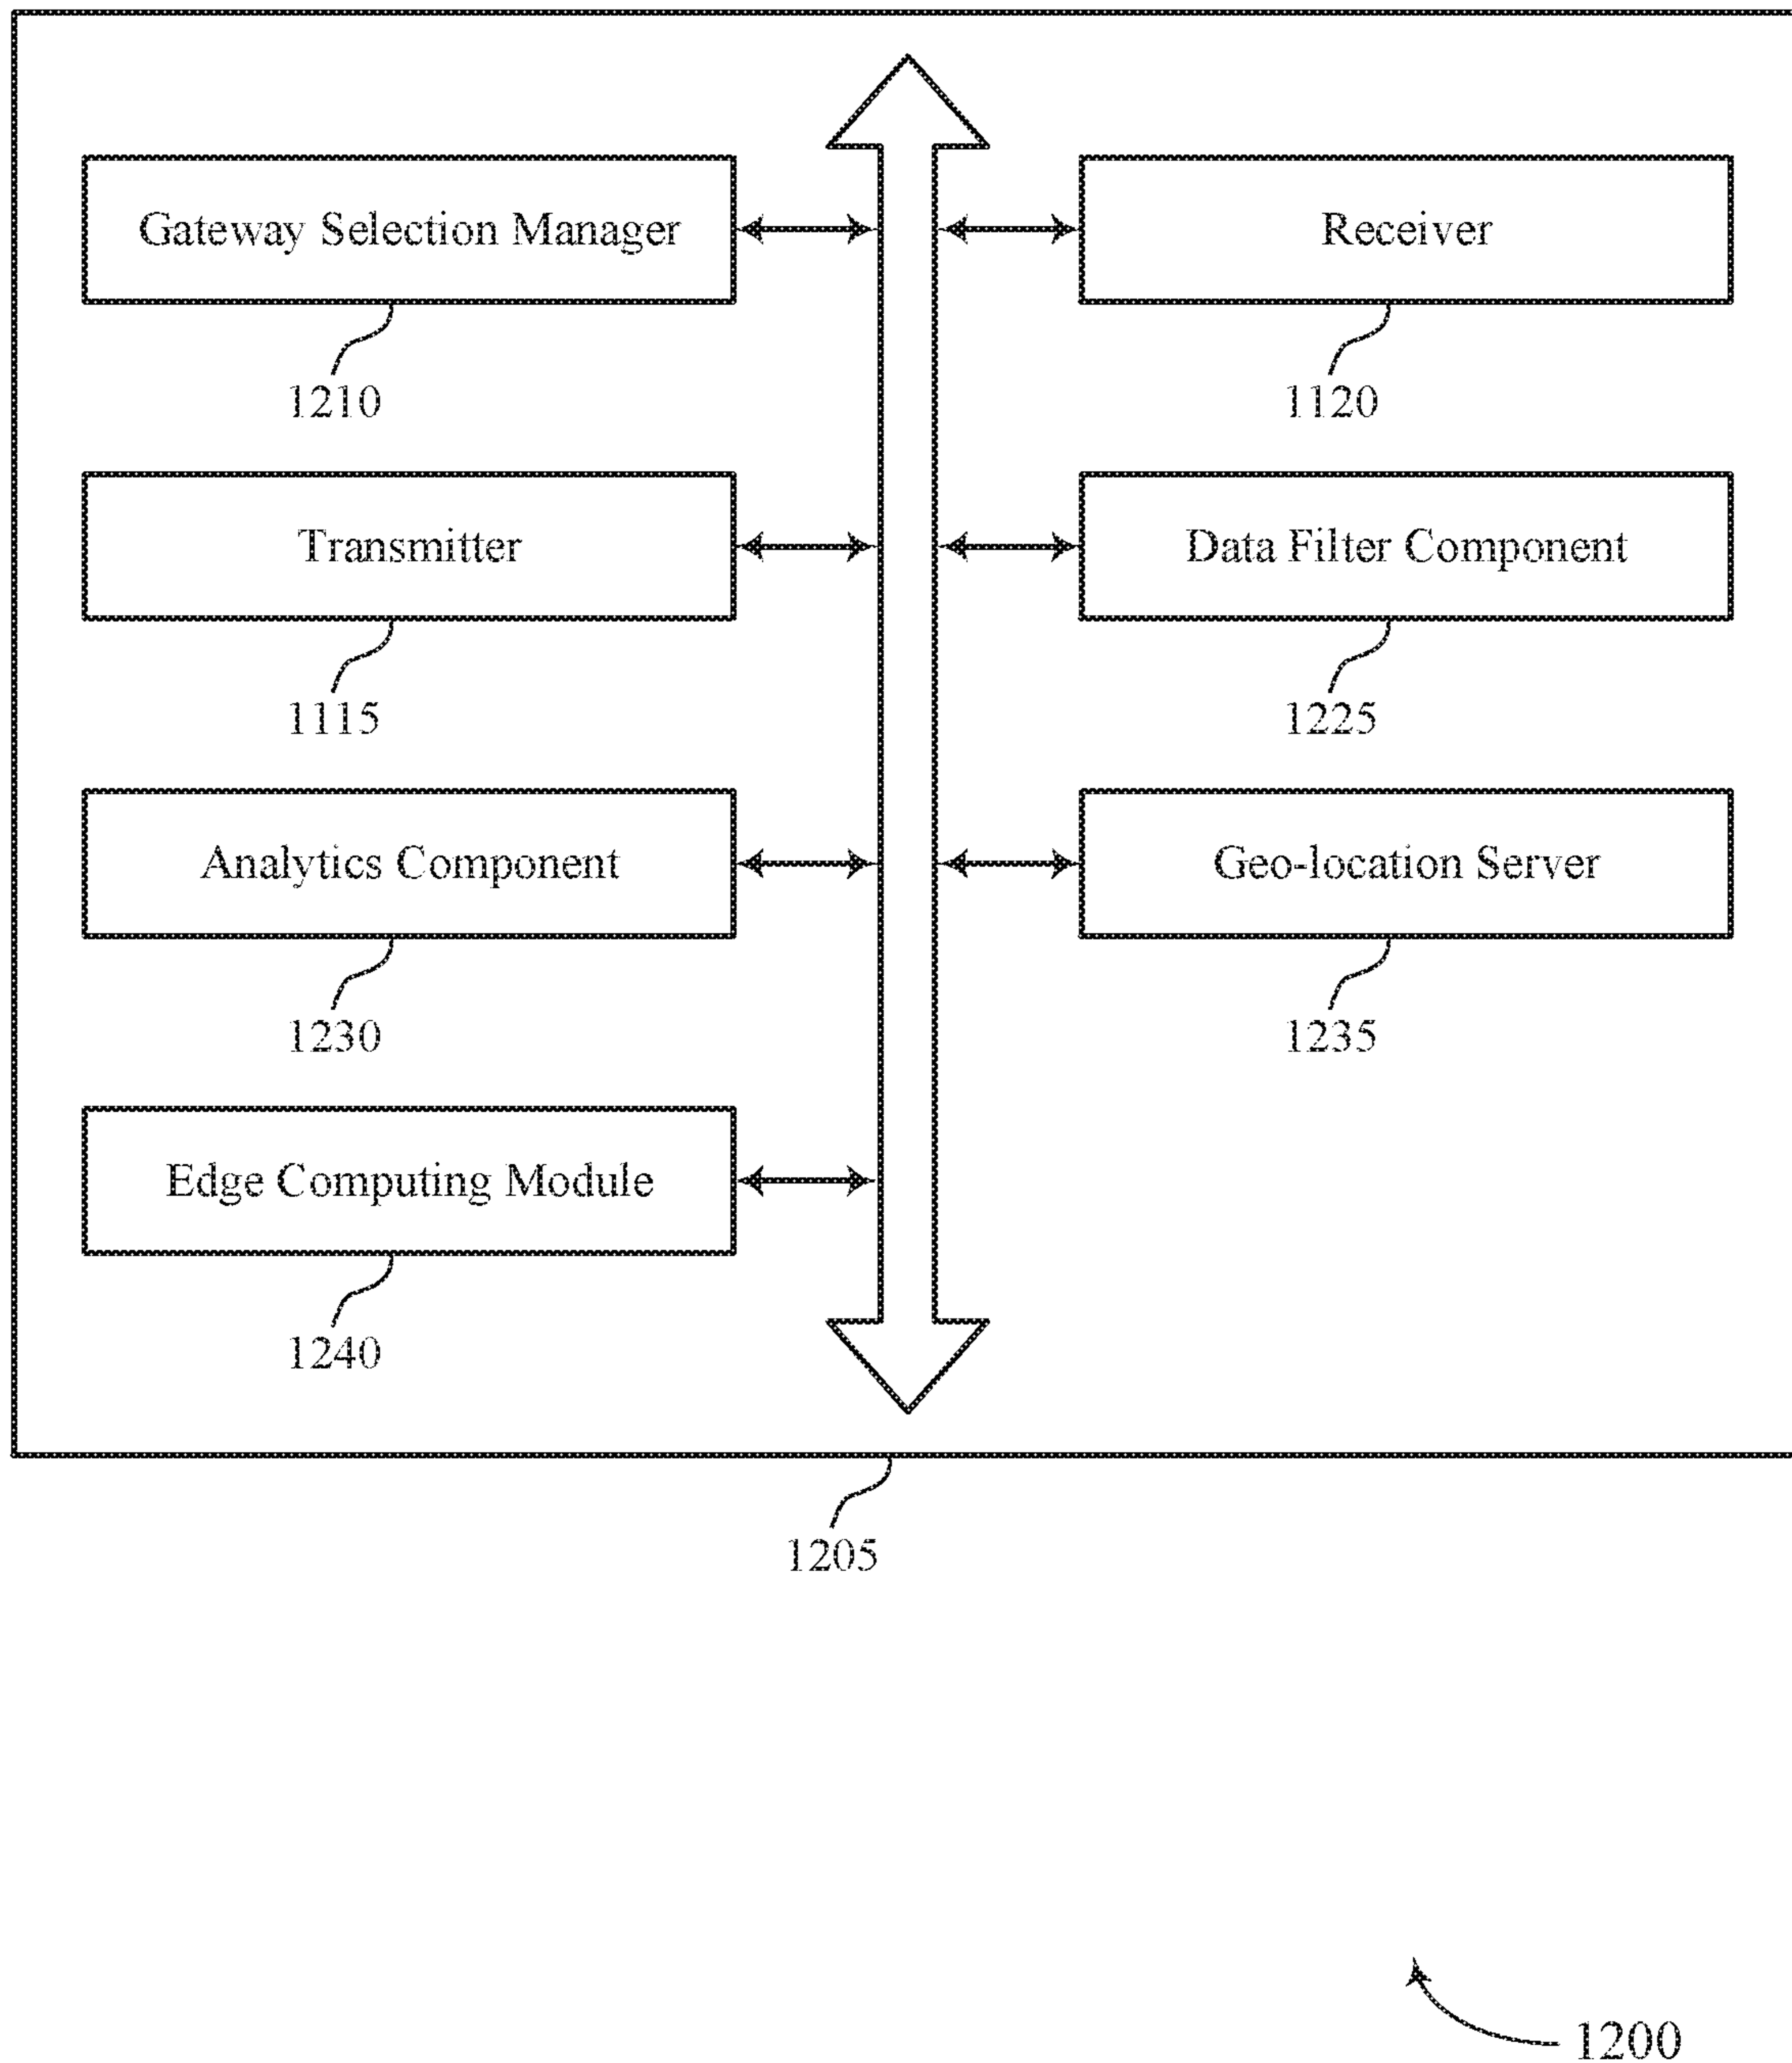 Gateway Selection Manager
Receiver
1210
1120
Transmitter
Data Filter Component
1115
1225
Analytics Component
Geo-location Server
1230
1235
Edge Computing Module
1240
1205
1200